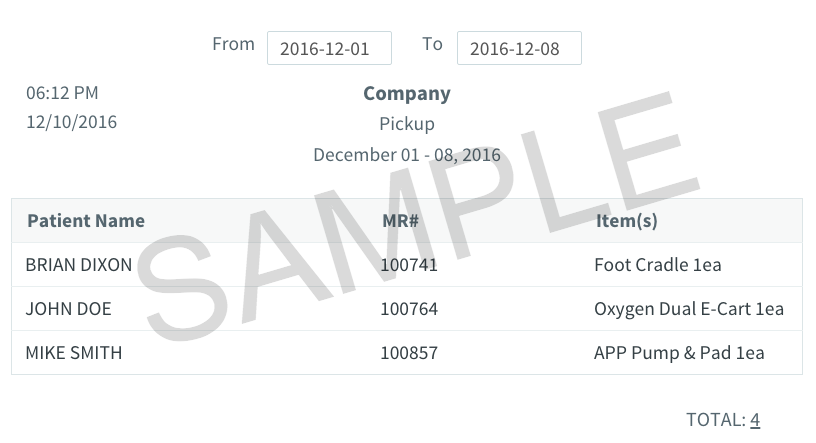 From 2016-12-01 To 2016-12-08
06:12 PM
Company
12/10/2016
Pickup
December 01 - 08, 2016
Patient Name MR# Item(s)
BRIAN DIXON 100741 Foot Cradle 1ea
JOHN DOE 100764 Oxygen Dual E-Cart 1ea
MIKE SMITH 100857 APP Pump & Pad 1ea
TOTAL: 4
SAMPLE